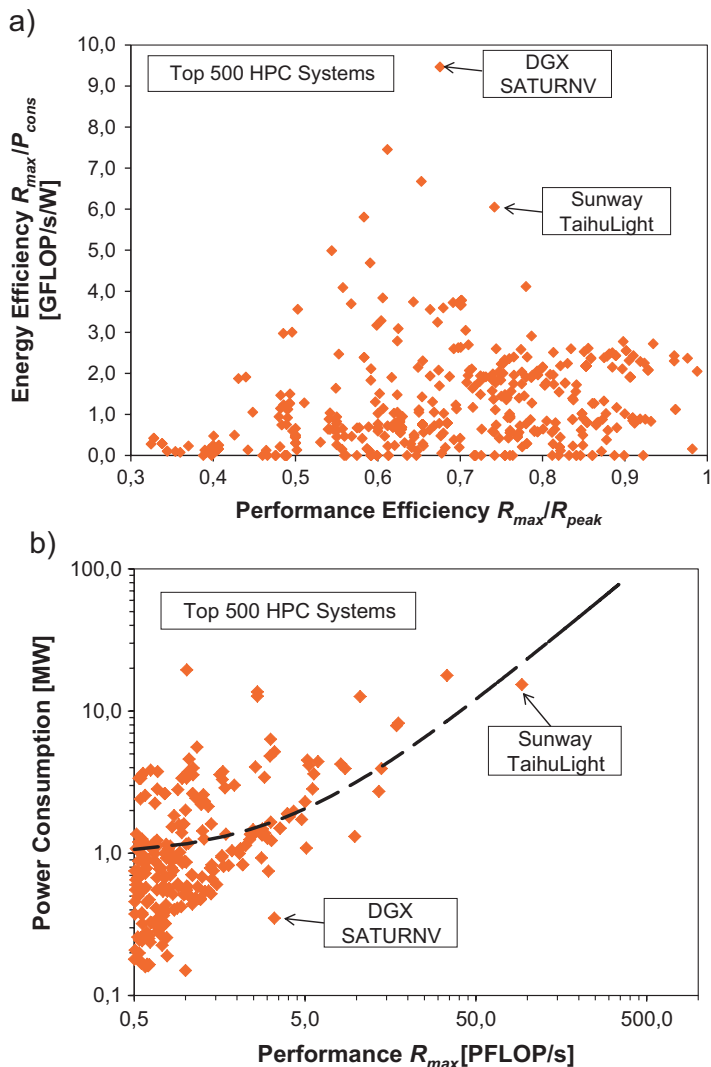 a)
10,0
9,0
8,0
7,0
6,0
5,0
4,0
3,0
2,0
1,0
0,0
Energy Efficiency R_max/P_cons
[GFLOP/s/W]
Top 500 HPC Systems
DGX
SATURNV
Sunway
TaihuLight
0,3 0,4 0,5 0,6 0,7 0,8 0,9 1
Performance Efficiency R_max/R_peak
b)
100,0
10,0
1,0
0,1
Power Consumption [MW]
Top 500 HPC Systems
Sunway
TaihuLight
DGX
SATURNV
0,5 5,0 50,0 500,0
Performance R_max [PFLOP/s]